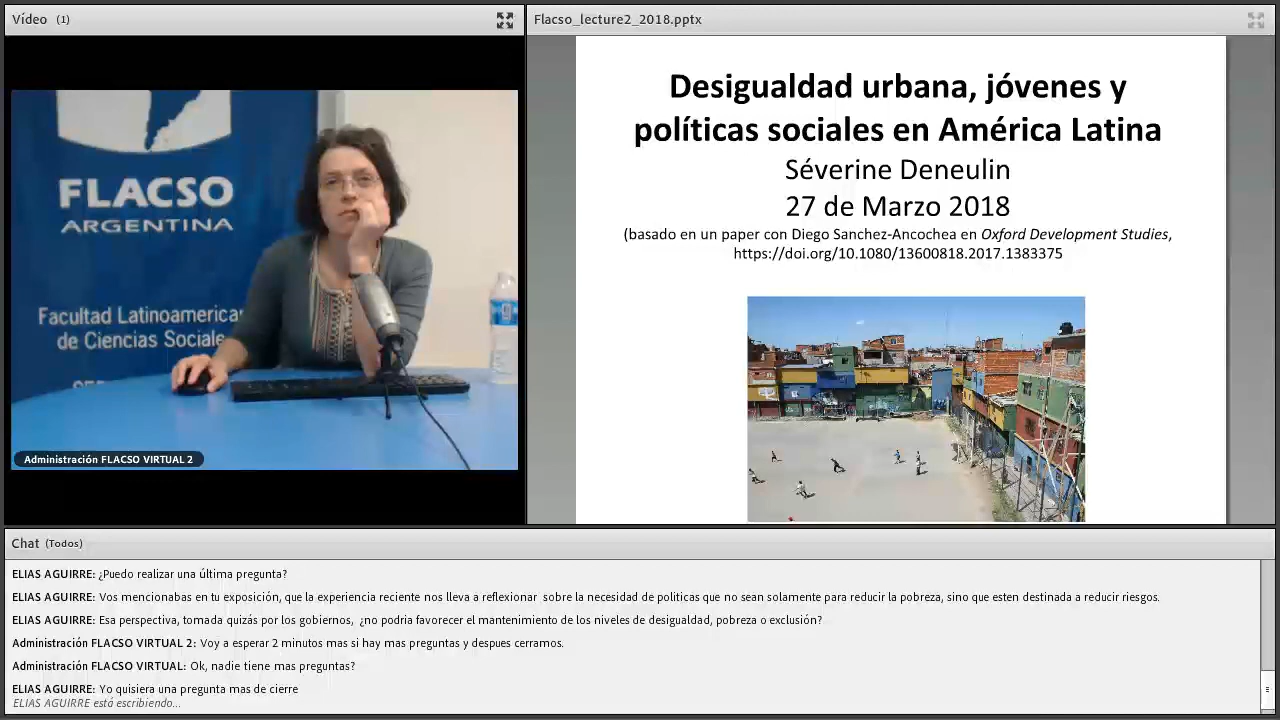 Vídeo (1)
FLACSO
ARGENTINA
Facultad Latinoamerican
de Ciencias Sociale
Administración FLACSO VIRTUAL 2
Flacso_lecture2_2018.pptx
Desigualdad urbana, jóvenes y
políticas sociales en América Latina
Séverine Deneulin
27 de Marzo 2018
(basado en un paper con Diego Sanchez-Ancochea en Oxford Development Studies,
https://doi.org/10.1080/13600818.2017.1383375
Chat (Todos)
ELIAS AGUIRRE: ¿Puedo realizar una última pregunta?
ELIAS AGUIRRE: Vos mencionabas en tu exposición, que la experiencia reciente nos lleva a reflexionar sobre la necesidad de politicas que no sean solamente para reducir la pobreza, sino que esten destinada a reducir riesgos.
ELIAS AGUIRRE: Esa perspectiva, tomada quizás por los gobiernos, ¿no podria favorecer el mantenimiento de los niveles de desigualdad, pobreza o exclusión?
Administración FLACSO VIRTUAL 2: Voy a esperar 2 minutos mas si hay mas preguntas y despues cerramos.
Administración FLACSO VIRTUAL: Ok, nadie tiene mas preguntas?
ELIAS AGUIRRE: Yo quisiera una pregunta mas de cierre
ELIAS AGUIRRE está escribiendo...